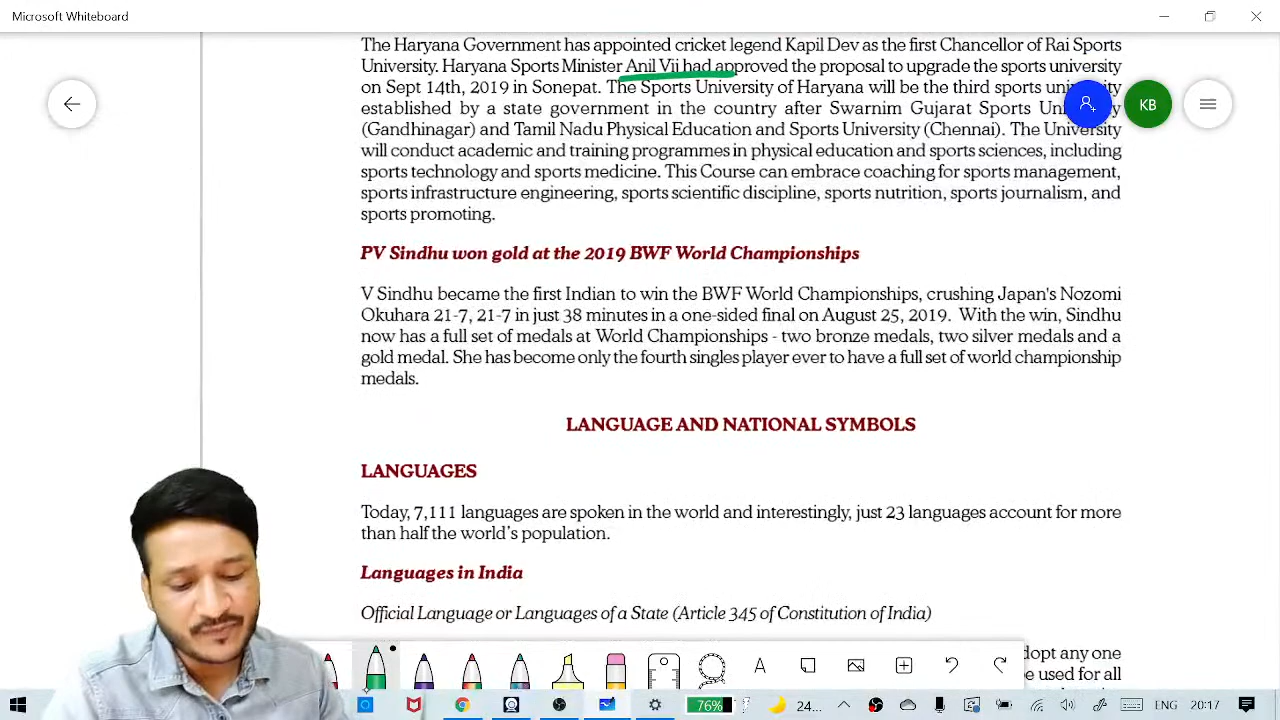 Microsoft Whiteboard
The Haryana Government has appointed cricket legend Kapil Dev as the first Chancellor of Rai Sports
University. Haryana Sports Minister Anil Vij had approved the proposal to upgrade the sports university
on Sept 14th, 2019 in Sonepat. The Sports University of Haryana will be the third sports university
established by a state government in the country after Swarnim Gujarat Sports Un y
(Gandhinagar) and Tamil Nadu Physical Education and Sports University (Chennai). The University
will conduct academic and training programmes in physical education and sports sciences, including
sports technology and sports medicine. This Course can embrace coaching for sports management,
sports infrastructure engineering, sports scientific discipline, sports nutrition, sports journalism, and
sports promoting.
KB
PV Sindhu won gold at the 2019 BWF World Championships
V Sindhu became the first Indian to win the BWF World Championships, crushing Japan's Nozomi
Okuhara 21-7, 21-7 in just 38 minutes in a one-sided final on August 25, 2019. With the win, Sindhu
now has a full set of medals at World Championships - two bronze medals, two silver medals and a
gold medal. She has become only the fourth singles player ever to have a full set of world championship
medals.
LANGUAGE AND NATIONAL SYMBOLS
LANGUAGES
Today, 7,111 languages are spoken in the world and interestingly, just 23 languages account for more
than half the world's population.
Languages in India
Official Language or Languages of a State (Article 345 of Constitution of India)
dopt any one
e used for all
76%
24...
ENG
20:17